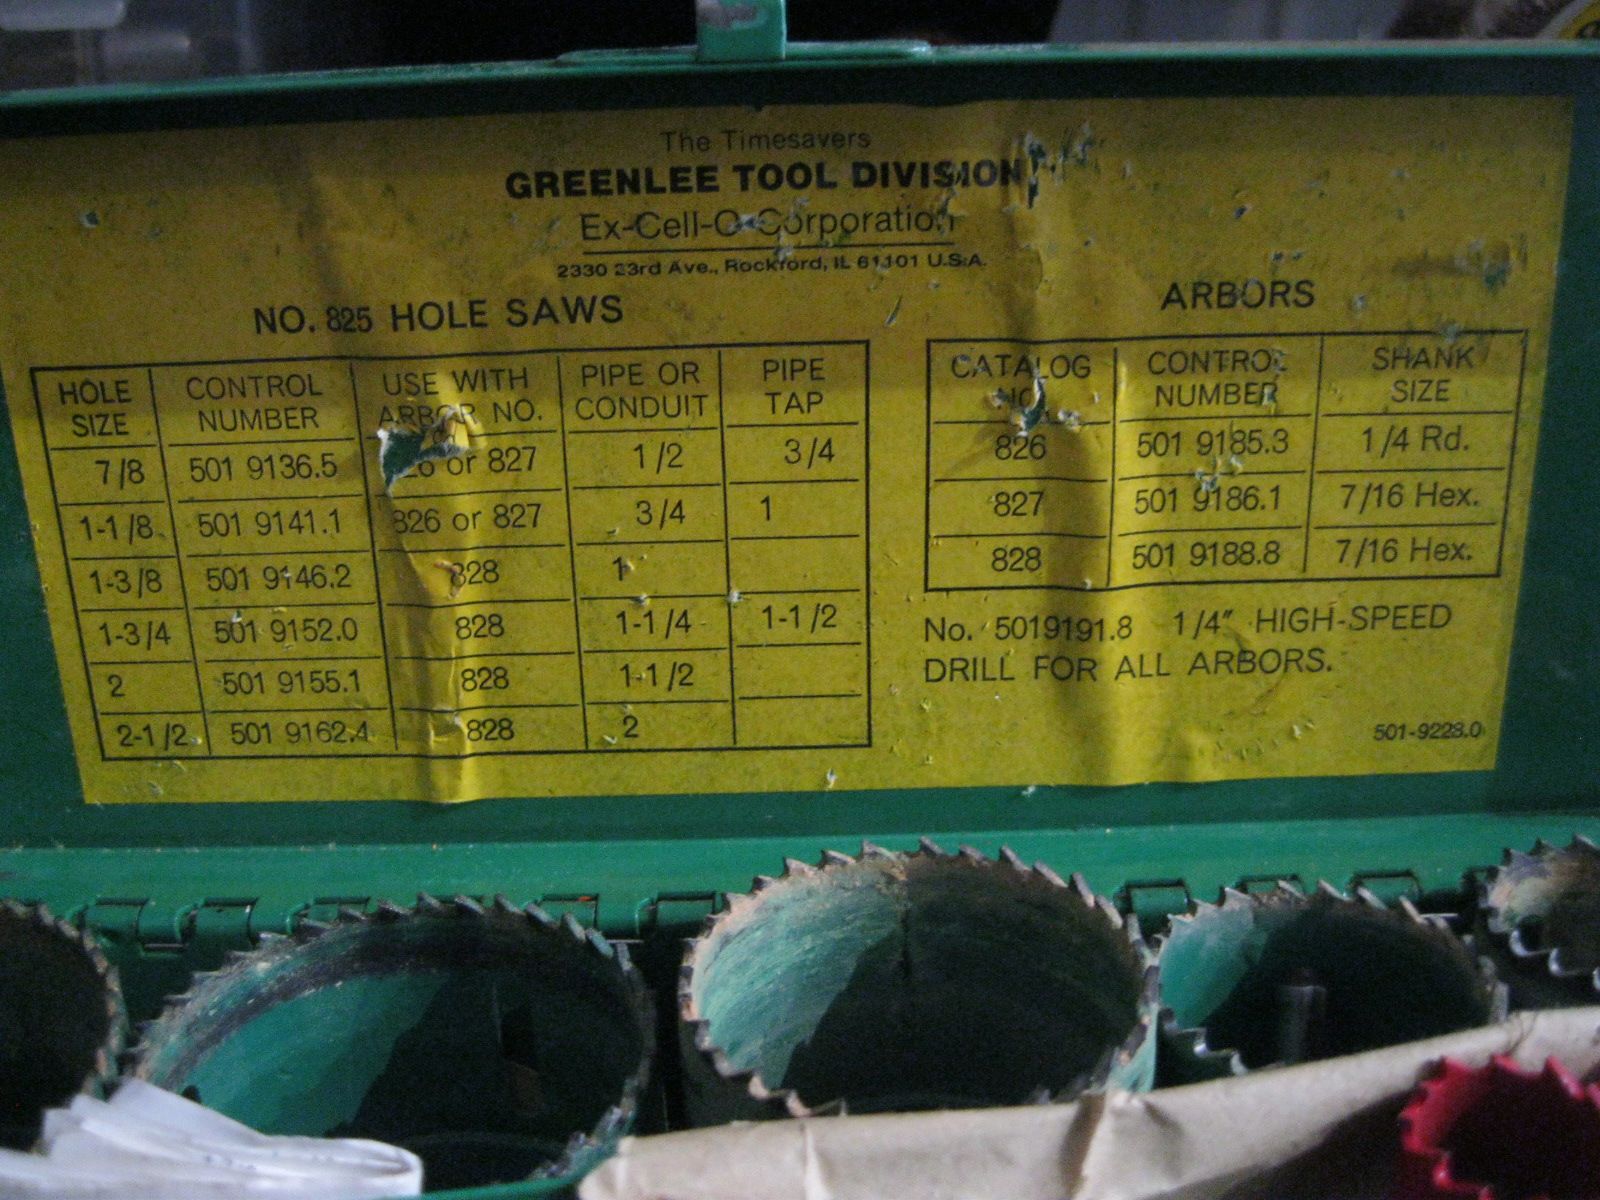 The Timesavers
GREENLEE TOOL DIVISION
Ex-Cell-O Corporation
2330 23rd Ave., Rockford, IL 61101 U.S.A.
NO. 825 HOLE SAWS
HOLE SIZE CONTROL NUMBER USE WITH ARBOR NO. PIPE OR CONDUIT PIPE TAP
7/8 501 9136.5 826 or 827 1/2 3/4
1-1/8 501 9141.1 826 or 827 3/4 1
1-3/8 501 9146.2 828 1
1-3/4 501 9152.0 828 1-1/4 1-1/2
2 501 9155.1 828 1-1/2
2-1/2 501 9162.4 828 2
ARBORS
CATALOG NO. CONTROL NUMBER SHANK SIZE
826 501 9185.3 1/4 Rd.
827 501 9186.1 7/16 Hex.
828 501 9188.8 7/16 Hex.
No. 5019191.8 1/4" HIGH-SPEED
DRILL FOR ALL ARBORS.
501-9228.0